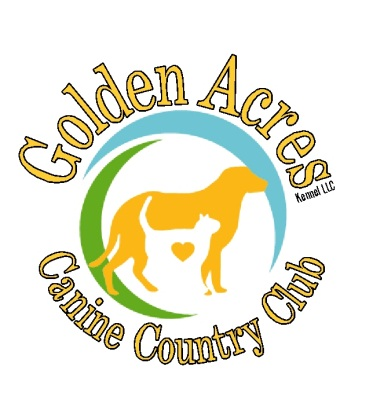 Golden Acres
Kennel LLC
Canine Country Club